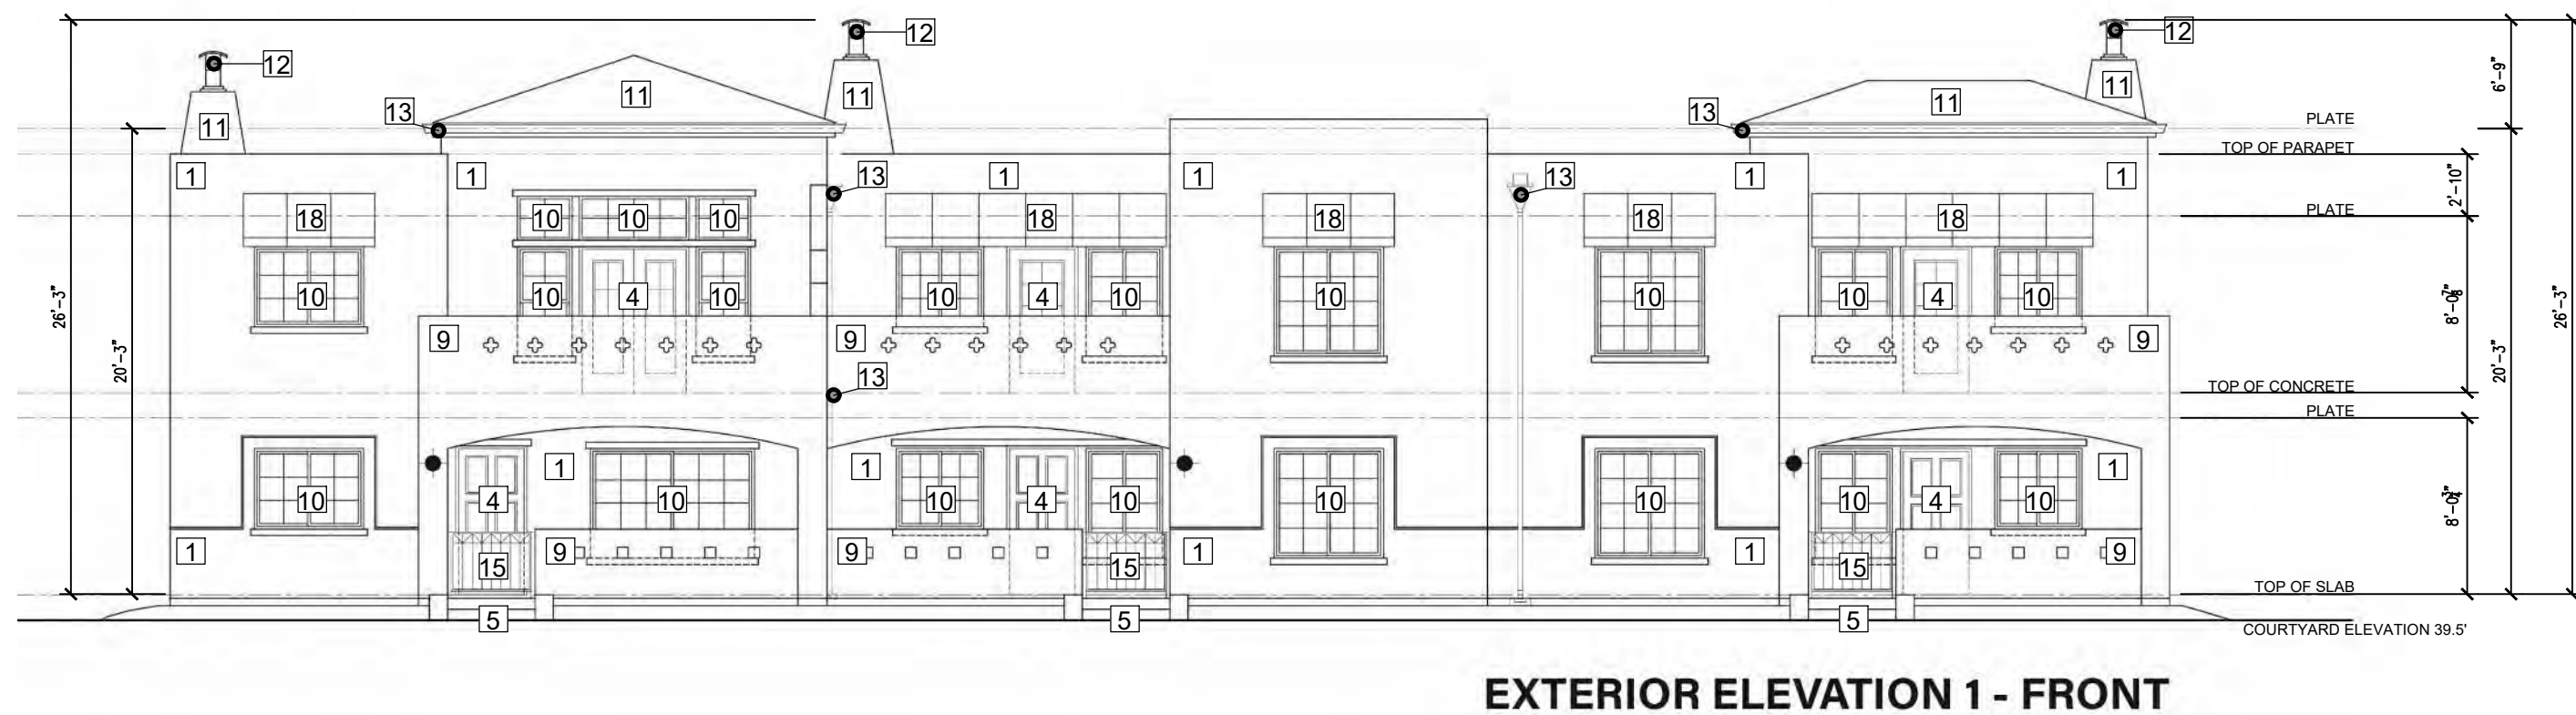 12 12 12
6'-9"
11 11 11 11 11
13 13
PLATE
TOP OF PARAPET
1 1 1 1 1 1
13 13
2'-10"
18 18 18 18 18
10 10 10
PLATE
26'-3"
20'-3"
10 10 4 10 10 4 10 10 10 10 4 10
8'-0⅞"
26'-3"
20'-3"
9 9 9
13
TOP OF CONCRETE
PLATE
1 1 1
10 4 10 10 4 10 10 10 10 4 10
8'-0¾"
1 9 9 1 1 9
15 15 15
TOP OF SLAB
5 5 5
COURTYARD ELEVATION 39.5'
EXTERIOR ELEVATION 1 - FRONT